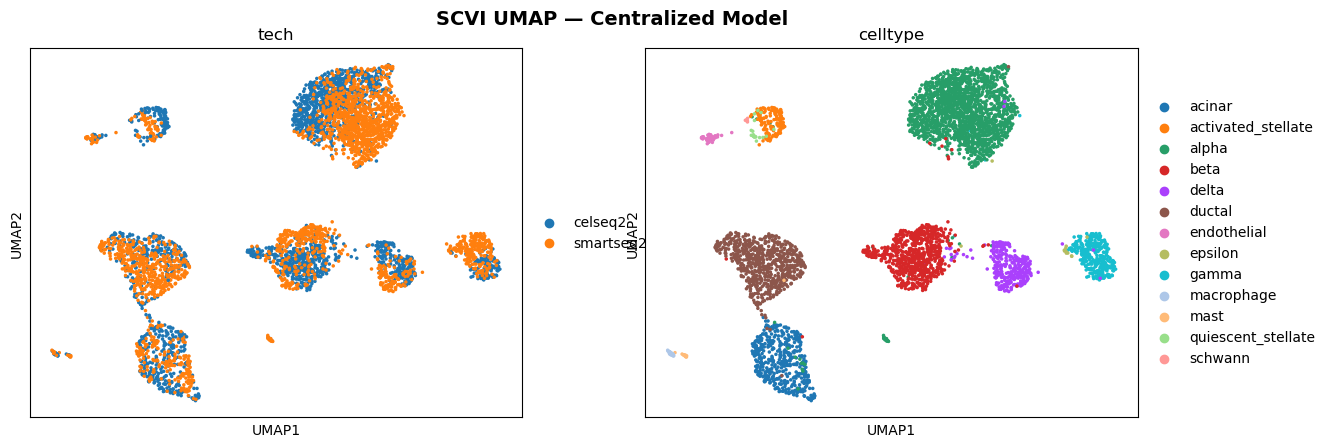 SCVI UMAP — Centralized Model
tech
UMAP2
UMAP1
celseq2
smartseq2
celltype
UMAP2
UMAP1
acinar
activated_stellate
alpha
beta
delta
ductal
endothelial
epsilon
gamma
macrophage
mast
quiescent_stellate
schwann